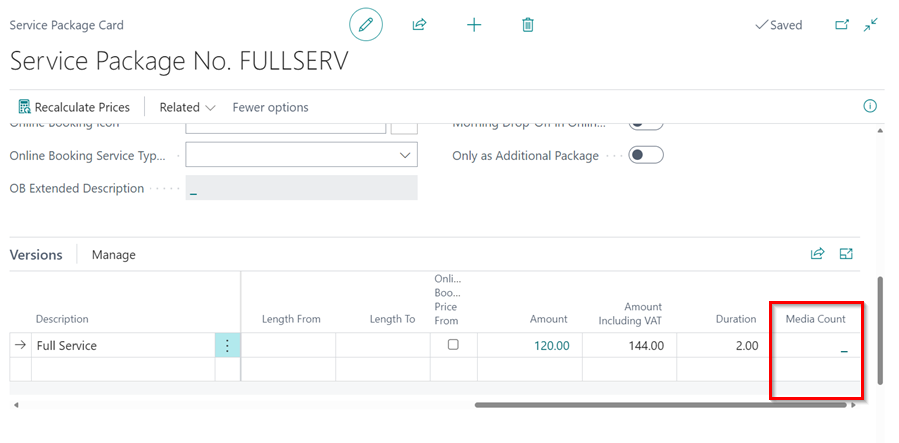 Service Package Card
Saved
Service Package No. FULLSERV
Recalculate Prices
Related
Fewer options
Online Booking Icon
Morning Drop-Off In Onlin...
Online Booking Service Typ...
Only as Additional Package
OB Extended Description
_
Versions
Manage
Description
Length From
Length To
Onli...
Boo...
Price
From
Amount
Amount
Including VAT
Duration
Media Count
Full Service
120.00
144.00
2.00
_